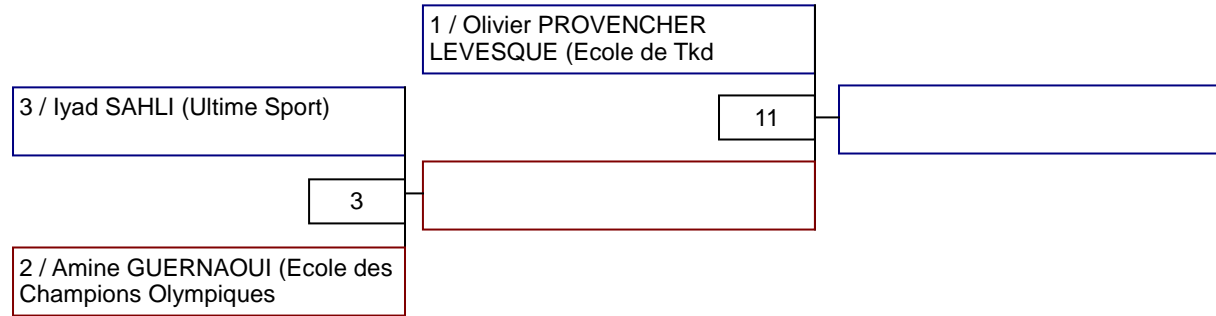 1 / Olivier PROVENCHER
LEVESQUE (Ecole de Tkd
3 / Iyad SAHLI (Ultime Sport)
11
3
2 / Amine GUERNAOUI (Ecole des
Champions Olympiques